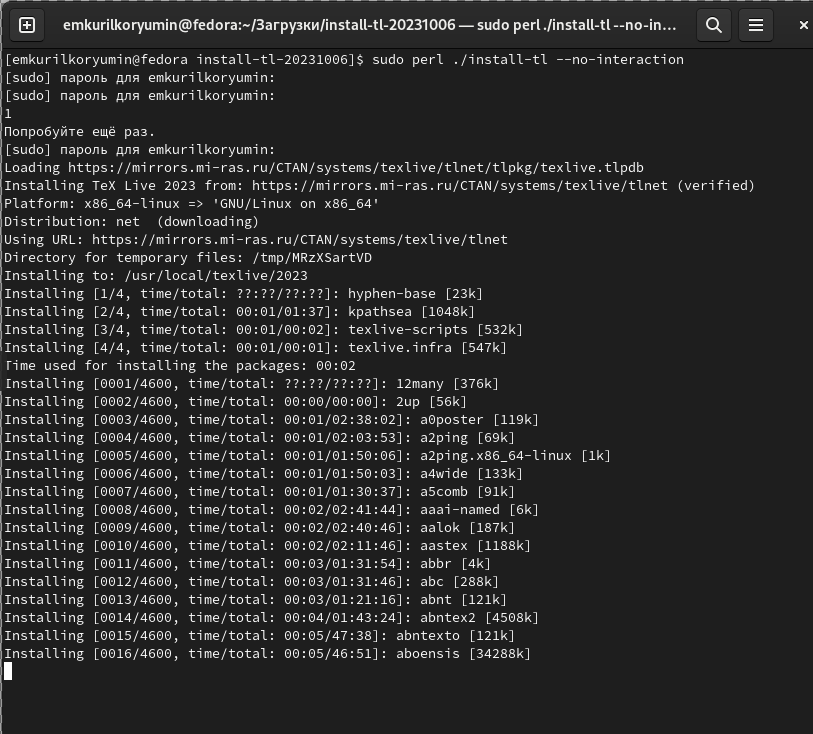 emkurilkoryumin@fedora:~/Загрузки/install-tl-20231006 — sudo perl ./install-tl --no-in...
[emkurilkoryumin@fedora install-tl-20231006]$ sudo perl ./install-tl --no-interaction
[sudo] пароль для emkurilkoryumin:
[sudo] пароль для emkurilkoryumin:
1
Попробуйте ещё раз.
[sudo] пароль для emkurilkoryumin:
Loading https://mirrors.mi-ras.ru/CTAN/systems/texlive/tlnet/tlpkg/texlive.tlpdb
Installing TeX Live 2023 from: https://mirrors.mi-ras.ru/CTAN/systems/texlive/tlnet (verified)
Platform: x86_64-linux => 'GNU/Linux on x86_64'
Distribution: net  (downloading)
Using URL: https://mirrors.mi-ras.ru/CTAN/systems/texlive/tlnet
Directory for temporary files: /tmp/MRzXSartVD
Installing to: /usr/local/texlive/2023
Installing [1/4, time/total: ??:??/??:??]: hyphen-base [23k]
Installing [2/4, time/total: 00:01/01:37]: kpathsea [1048k]
Installing [3/4, time/total: 00:01/00:02]: texlive-scripts [532k]
Installing [4/4, time/total: 00:01/00:01]: texlive.infra [547k]
Time used for installing the packages: 00:02
Installing [0001/4600, time/total: ??:??/??:??]: 12many [376k]
Installing [0002/4600, time/total: 00:00/00:00]: 2up [56k]
Installing [0003/4600, time/total: 00:01/02:38:02]: a0poster [119k]
Installing [0004/4600, time/total: 00:01/02:03:53]: a2ping [69k]
Installing [0005/4600, time/total: 00:01/01:50:06]: a2ping.x86_64-linux [1k]
Installing [0006/4600, time/total: 00:01/01:50:03]: a4wide [133k]
Installing [0007/4600, time/total: 00:01/01:30:37]: a5comb [91k]
Installing [0008/4600, time/total: 00:02/02:41:44]: aaai-named [6k]
Installing [0009/4600, time/total: 00:02/02:40:46]: aalok [187k]
Installing [0010/4600, time/total: 00:02/02:11:46]: aastex [1188k]
Installing [0011/4600, time/total: 00:03/01:31:54]: abbr [4k]
Installing [0012/4600, time/total: 00:03/01:31:46]: abc [288k]
Installing [0013/4600, time/total: 00:03/01:21:16]: abnt [121k]
Installing [0014/4600, time/total: 00:04/01:43:24]: abntex2 [4508k]
Installing [0015/4600, time/total: 00:05/47:38]: abntexto [121k]
Installing [0016/4600, time/total: 00:05/46:51]: aboensis [34288k]